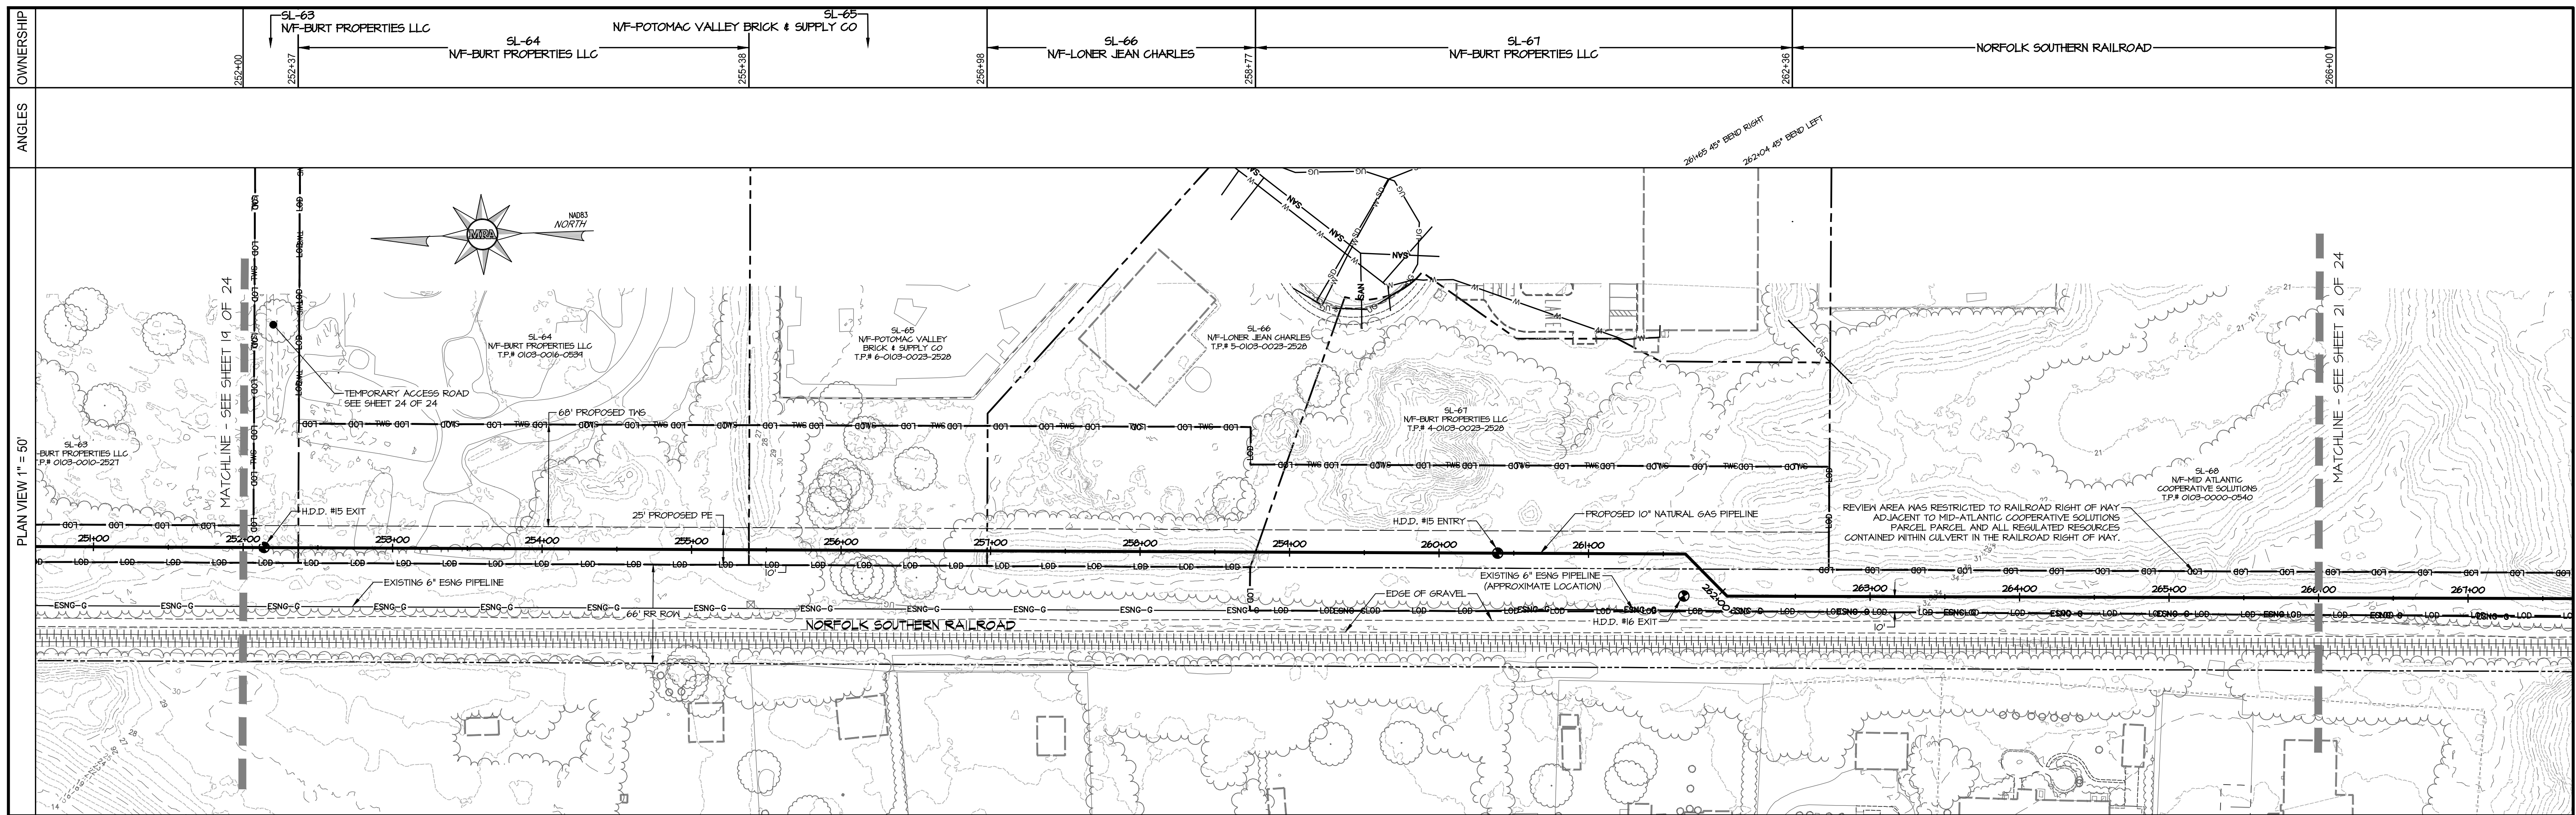 OWNERSHIP
SL-63
N/F-BURT PROPERTIES LLC
252+00
252+37
SL-64
N/F-BURT PROPERTIES LLC
255+38
SL-65
N/F-POTOMAC VALLEY BRICK & SUPPLY CO
256+98
SL-66
N/F-LONER JEAN CHARLES
258+77
SL-67
N/F-BURT PROPERTIES LLC
262+36
NORFOLK SOUTHERN RAILROAD
266+00
ANGLES
261+65 45° BEND RIGHT
262+04 45° BEND LEFT
PLAN VIEW 1" = 50'
MRA
NAD83
NORTH
MATCHLINE - SEE SHEET 19 OF 24
MATCHLINE - SEE SHEET 21 OF 24
TEMPORARY ACCESS ROAD
SEE SHEET 24 OF 24
SL-63
-BURT PROPERTIES LLC
T.P.# 0103-0010-2527
SL-64
N/F-BURT PROPERTIES LLC
T.P.# 0103-0016-0539
SL-65
N/F-POTOMAC VALLEY
BRICK & SUPPLY CO
T.P.# 6-0103-0023-2528
SL-66
N/F-LONER JEAN CHARLES
T.P.# 5-0103-0023-2528
SL-67
N/F-BURT PROPERTIES LLC
T.P.# 4-0103-0023-2528
SL-68
N/F-MID ATLANTIC
COOPERATIVE SOLUTIONS
T.P.# 0103-0000-0540
REVIEW AREA WAS RESTRICTED TO RAILROAD RIGHT OF WAY
ADJACENT TO MID-ATLANTIC COOPERATIVE SOLUTIONS
PARCEL PARCEL AND ALL REGULATED RESOURCES
CONTAINED WITHIN CULVERT IN THE RAILROAD RIGHT OF WAY.
68' PROPOSED TWS
25' PROPOSED PE
H.D.D. #15 EXIT
H.D.D. #15 ENTRY
PROPOSED 10" NATURAL GAS PIPELINE
251+00
252+00
253+00
254+00
255+00
256+00
257+00
258+00
259+00
260+00
261+00
262+00
263+00
264+00
265+00
266+00
267+00
10'
10'
EXISTING 6" ESNG PIPELINE
EXISTING 6" ESNG PIPELINE
(APPROXIMATE LOCATION)
EDGE OF GRAVEL
H.D.D. #16 EXIT
66' RR ROW
NORFOLK SOUTHERN RAILROAD
LOD
TWS
ESNG-G
SAN
W
SD
UG